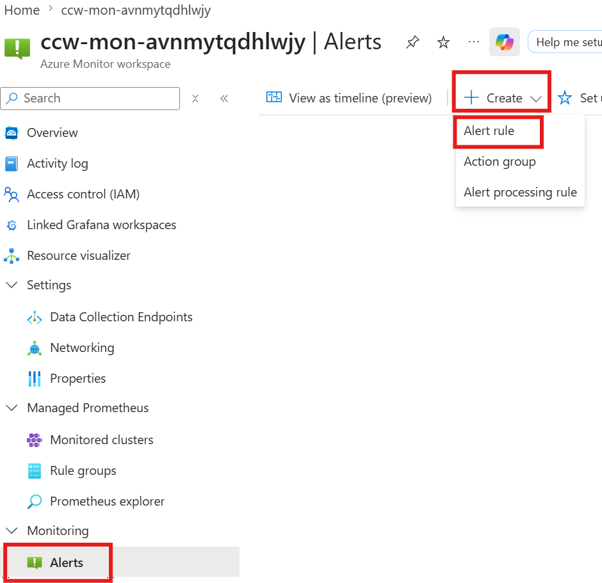 Home > ccw-mon-avnmytqdhlwjy
ccw-mon-avnmytqdhlwjy | Alerts
Help me setu
Azure Monitor workspace
Search
View as timeline (preview)
Create
Set u
Overview
Alert rule
Activity log
Action group
Access control (IAM)
Alert processing rule
Linked Grafana workspaces
Resource visualizer
Settings
Data Collection Endpoints
Networking
Properties
Managed Prometheus
Monitored clusters
Rule groups
Prometheus explorer
Monitoring
Alerts